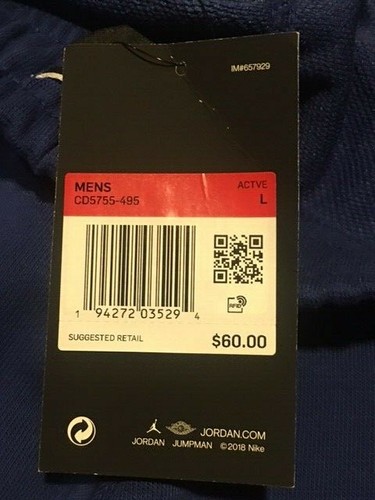 IM#657929
MENS
ACTVE
CD5755-495
L
RFID
1 94272 03529 4
SUGGESTED RETAIL
$60.00
JORDAN.COM
JORDAN JUMPMAN ©2018 Nike